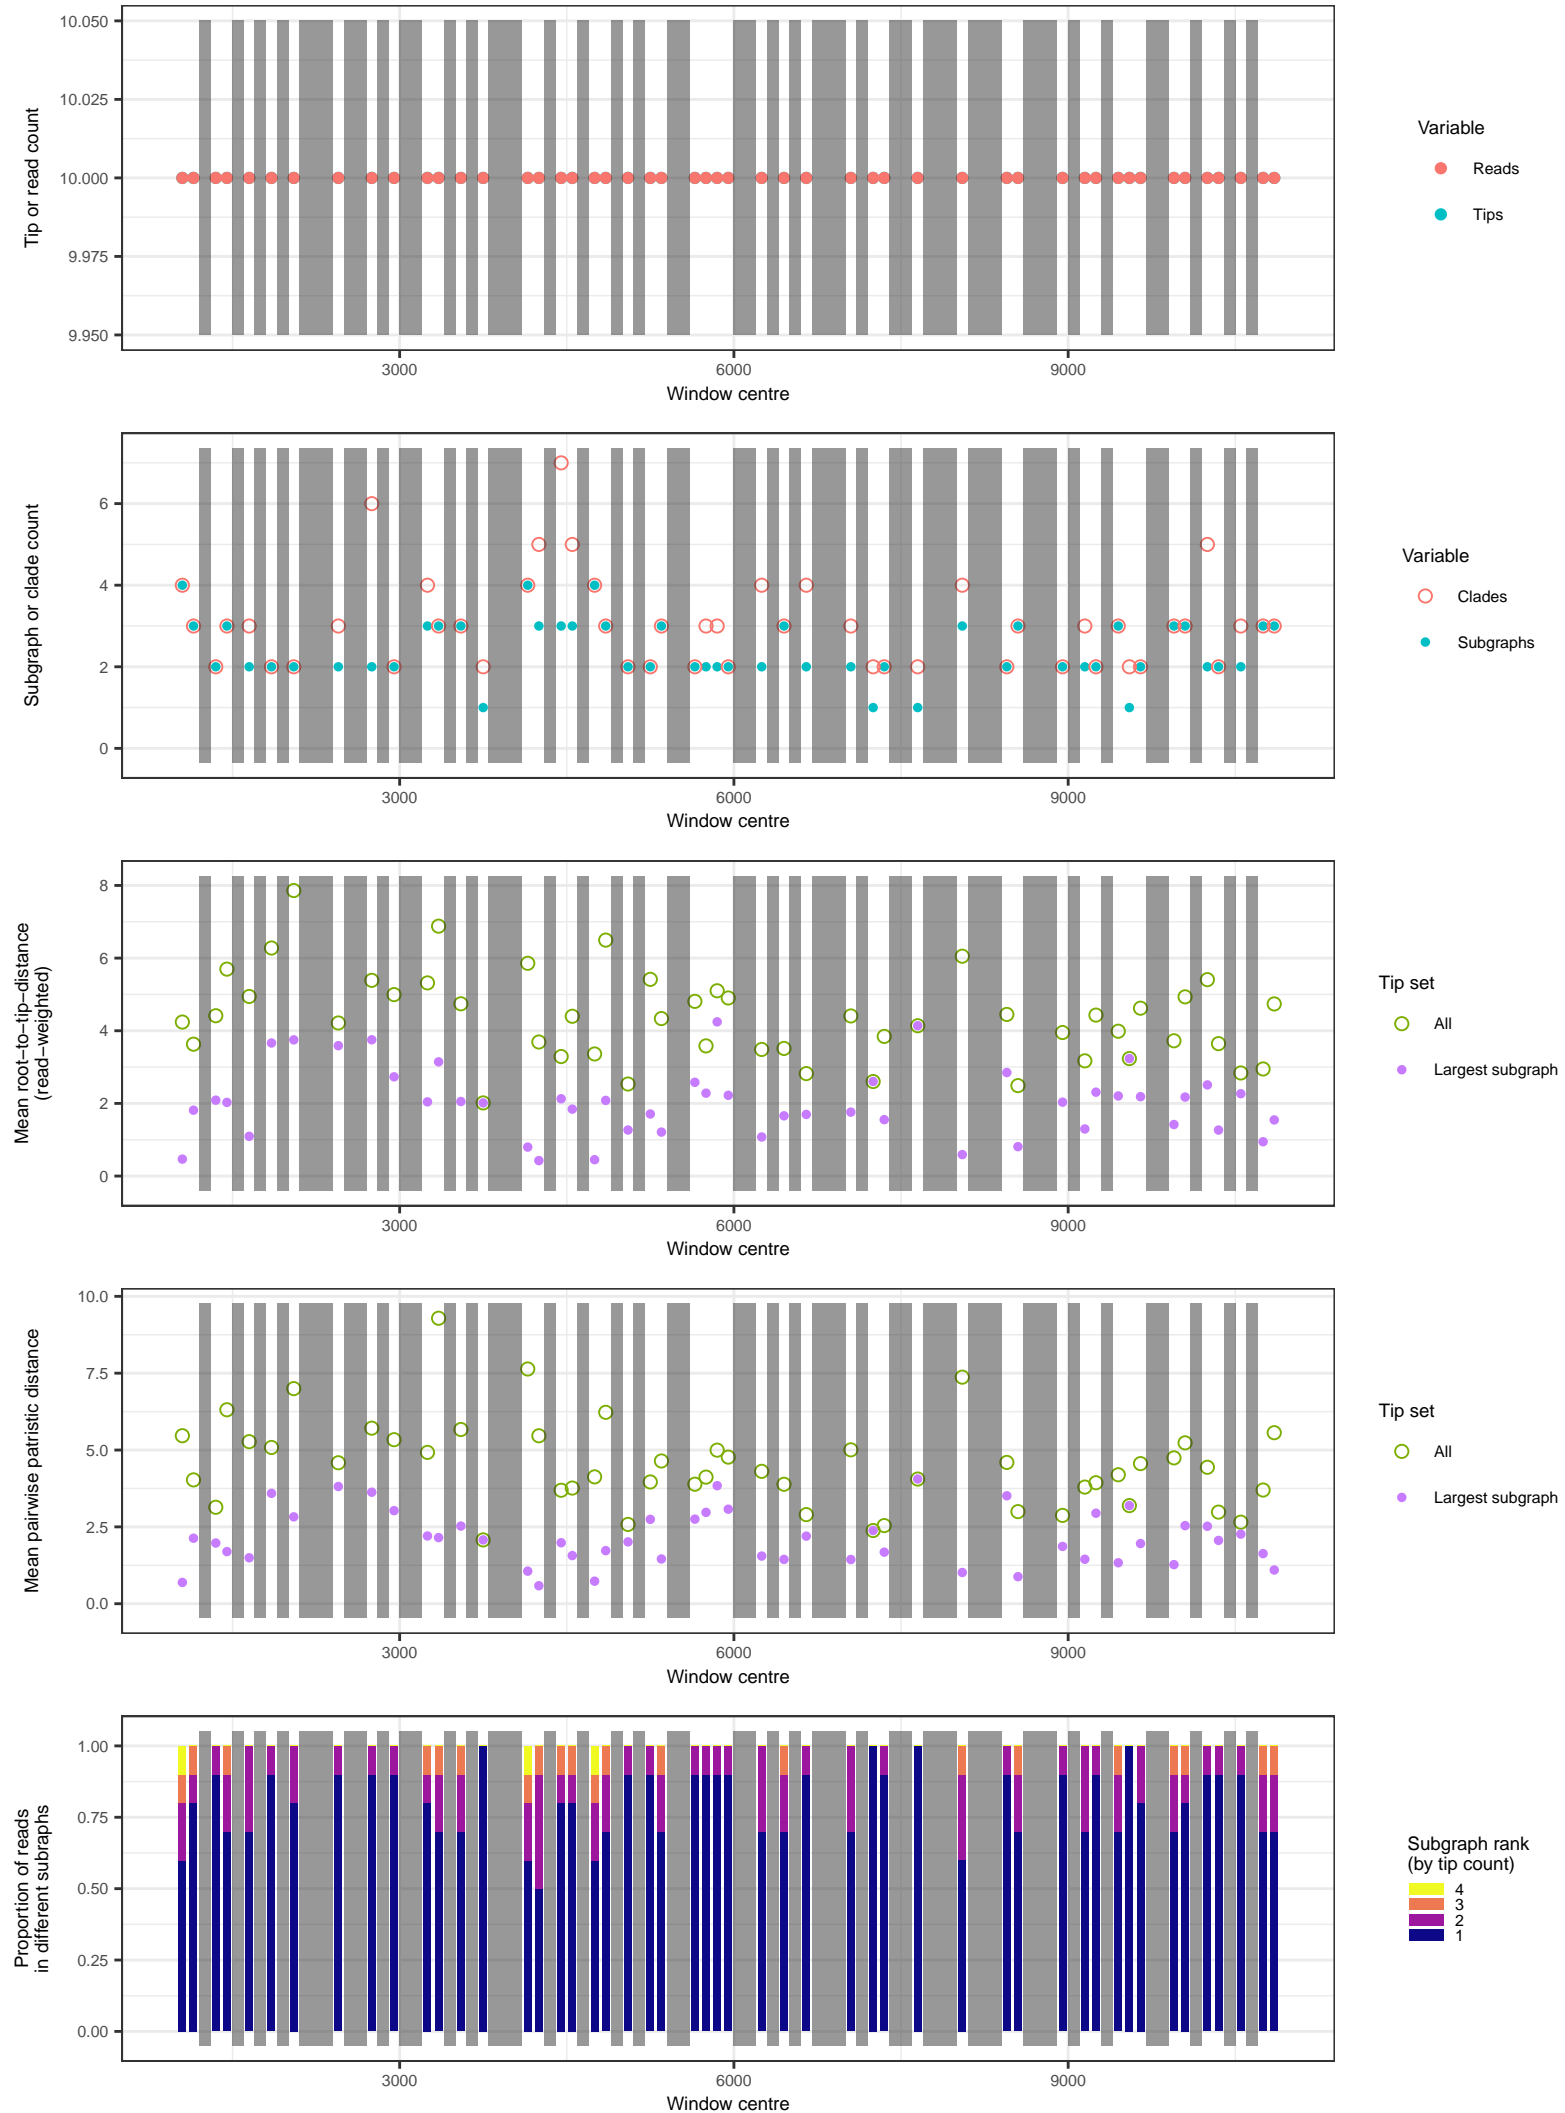 10.050
10.025
10.000
9.975
9.950
Tip or read count
3000
6000
9000
Window centre
Variable
Reads
Tips
6
4
2
0
Subgraph or clade count
3000
6000
9000
Window centre
Variable
Clades
Subgraphs
8
6
4
2
0
Mean root−to−tip−distance
(read−weighted)
3000
6000
9000
Window centre
Tip set
All
Largest subgraph
10.0
7.5
5.0
2.5
0.0
Mean pairwise patristic distance
3000
6000
9000
Window centre
Tip set
All
Largest subgraph
1.00
0.75
0.50
0.25
0.00
Proportion of reads
in different subraphs
3000
6000
9000
Window centre
Subgraph rank
(by tip count)
4
3
2
1